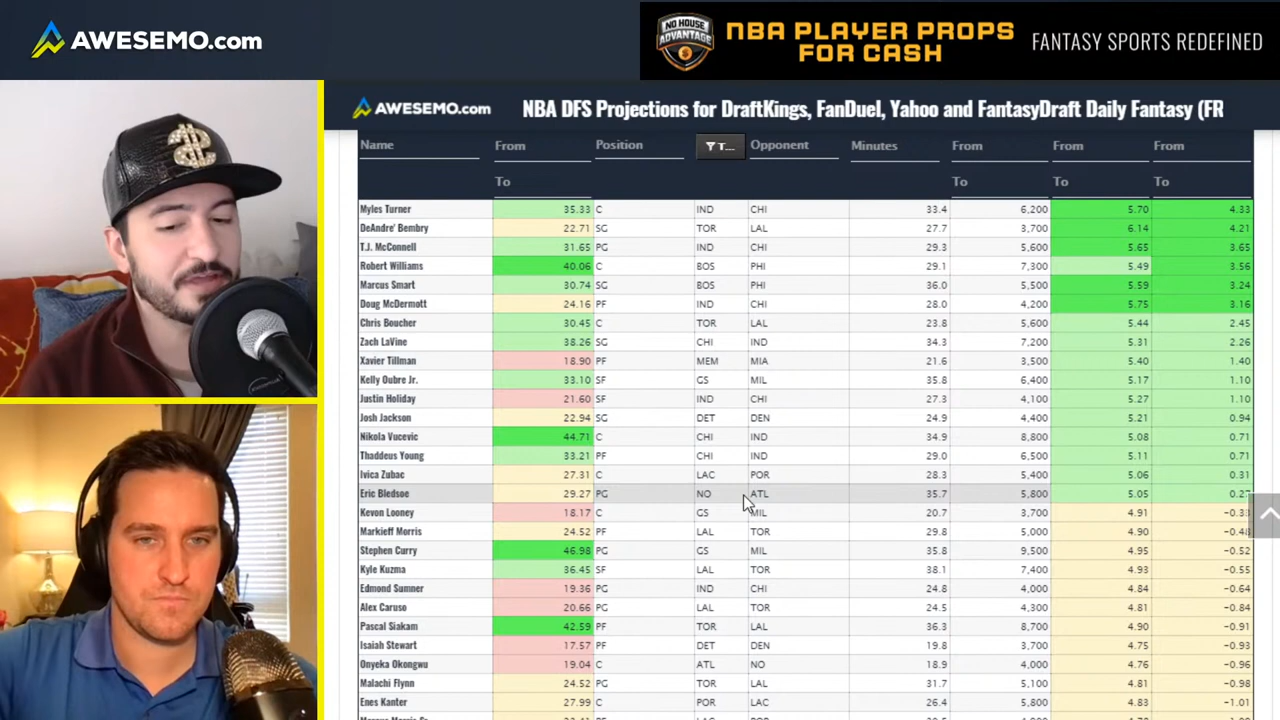 AWESEMO.com
NO HOUSE ADVANTAGE
NBA PLAYER PROPS FOR CASH
FANTASY SPORTS REDEFINED
AWESEMO.com NBA DFS Projections for DraftKings, FanDuel, Yahoo and FantasyDraft Daily Fantasy (FR
Name From Position T... Opponent Minutes From From From
To To To To
Myles Turner 35.33 C IND CHI 33.4 6,200 5.70 4.33
DeAndre' Bembry 22.71 SG TOR LAL 27.7 3,700 6.14 4.21
T.J. McConnell 31.65 PG IND CHI 29.3 5,600 5.65 3.65
Robert Williams 40.06 C BOS PHI 29.1 7,300 5.49 3.56
Marcus Smart 30.74 SG BOS PHI 36.0 5,500 5.59 3.24
Doug McDermott 24.16 PF IND CHI 28.0 4,200 5.75 3.16
Chris Boucher 30.45 C TOR LAL 23.8 5,600 5.44 2.45
Zach LaVine 38.26 SG CHI IND 34.3 7,200 5.31 2.26
Xavier Tillman 18.90 PF MEM MIA 21.6 3,500 5.40 1.40
Kelly Oubre Jr. 33.10 SF GS MIL 35.8 6,400 5.17 1.10
Justin Holiday 21.60 SF IND CHI 27.3 4,100 5.27 1.10
Josh Jackson 22.94 SG DET DEN 24.9 4,400 5.21 0.94
Nikola Vucevic 44.71 C CHI IND 34.9 8,800 5.08 0.71
Thaddeus Young 33.21 PF CHI IND 29.0 6,500 5.11 0.71
Ivica Zubac 27.31 C LAC POR 28.3 5,400 5.06 0.31
Eric Bledsoe 29.27 PG NO ATL 35.7 5,800 5.05
Kevon Looney 18.17 C GS MIL 20.7 3,700 4.91
Markieff Morris 24.52 PF LAL TOR 29.8 5,000 4.90
Stephen Curry 46.98 PG GS MIL 35.8 9,500 4.95 -0.52
Kyle Kuzma 36.45 SF LAL TOR 38.1 7,400 4.93 -0.55
Edmond Sumner 19.36 PG IND CHI 24.8 4,000 4.84 -0.64
Alex Caruso 20.66 PG LAL TOR 24.5 4,300 4.81 -0.84
Pascal Siakam 42.59 PF TOR LAL 36.3 8,700 4.90 -0.91
Isaiah Stewart 17.57 PF DET DEN 19.8 3,700 4.75 -0.93
Onyeka Okongwu 19.04 C ATL NO 18.9 4,000 4.76 -0.96
Malachi Flynn 24.52 PG TOR LAL 31.7 5,100 4.81 -0.98
Enes Kanter 27.99 C POR LAC 26.4 5,800 4.83 -1.01